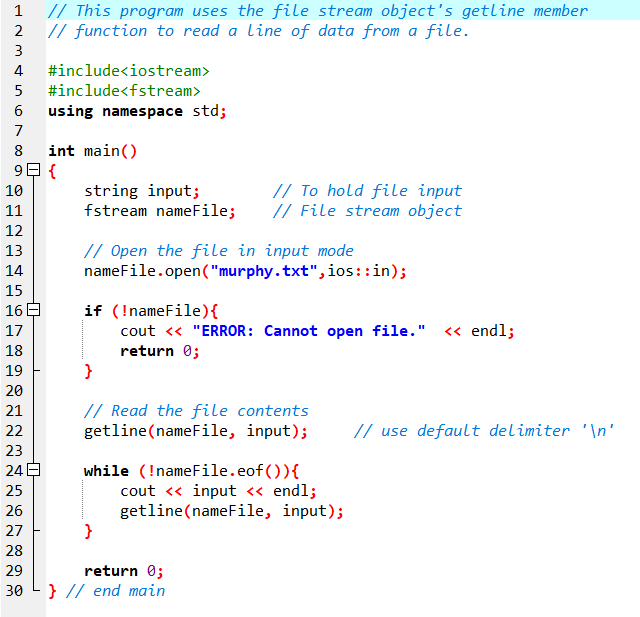 1 // This program uses the file stream object's getline member
2 // function to read a line of data from a file.
3
4 #include<iostream>
5 #include<fstream>
6 using namespace std;
7
8 int main()
9 {
10 string input; // To hold file input
11 fstream nameFile; // File stream object
12
13 // Open the file in input mode
14 nameFile.open("murphy.txt",ios::in);
15
16 if (!nameFile){
17 cout << "ERROR: Cannot open file." << endl;
18 return 0;
19 }
20
21 // Read the file contents
22 getline(nameFile, input); // use default delimiter '\n'
23
24 while (!nameFile.eof()){
25 cout << input << endl;
26 getline(nameFile, input);
27 }
28
29 return 0;
30 } // end main